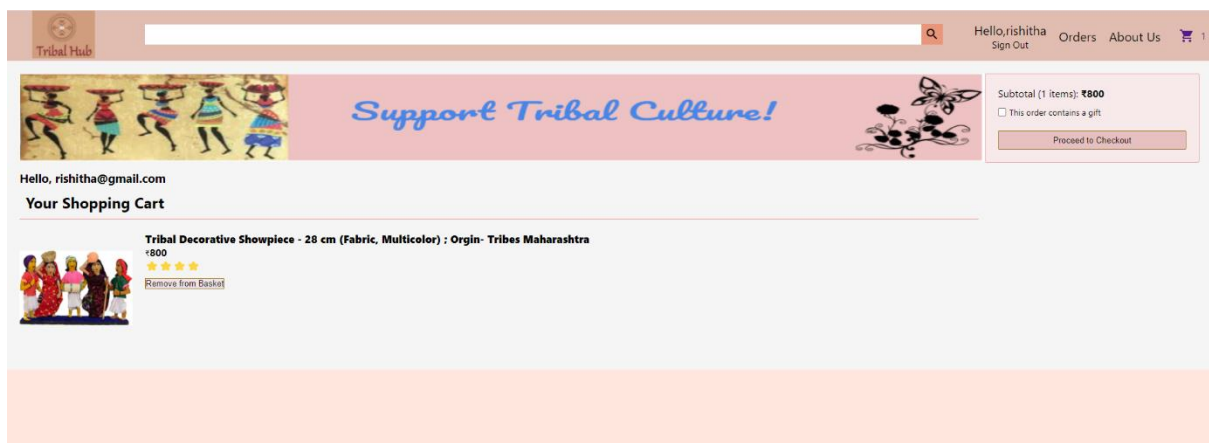 Tribal Hub
Hello,rishitha
Sign Out
Orders
About Us
1
Support Tribal Culture!
Subtotal (1 items): ₹800
This order contains a gift
Proceed to Checkout
Hello, rishitha@gmail.com
Your Shopping Cart
Tribal Decorative Showpiece - 28 cm (Fabric, Multicolor) ; Orgin- Tribes Maharashtra
₹800
Remove from Basket